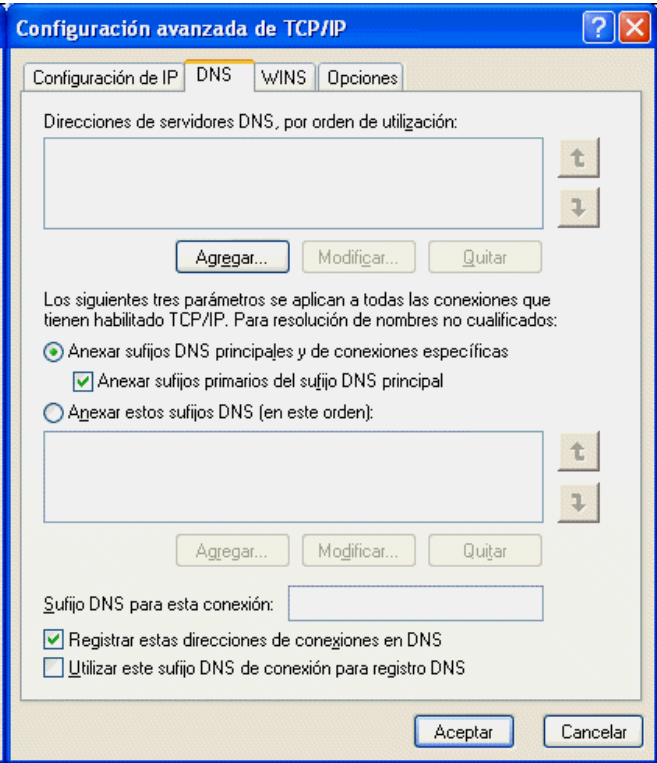 Configuración avanzada de TCP/IP
Configuración de IP DNS WINS Opciones
Direcciones de servidores DNS, por orden de utilización:
Agregar... Modificar... Quitar
Los siguientes tres parámetros se aplican a todas las conexiones que
tienen habilitado TCP/IP. Para resolución de nombres no cualificados:
Anexar sufijos DNS principales y de conexiones específicas
Anexar sufijos primarios del sufijo DNS principal
Anexar estos sufijos DNS (en este orden):
Agregar... Modificar... Quitar
Sufijo DNS para esta conexión:
Registrar estas direcciones de conexiones en DNS
Utilizar este sufijo DNS de conexión para registro DNS
Aceptar Cancelar